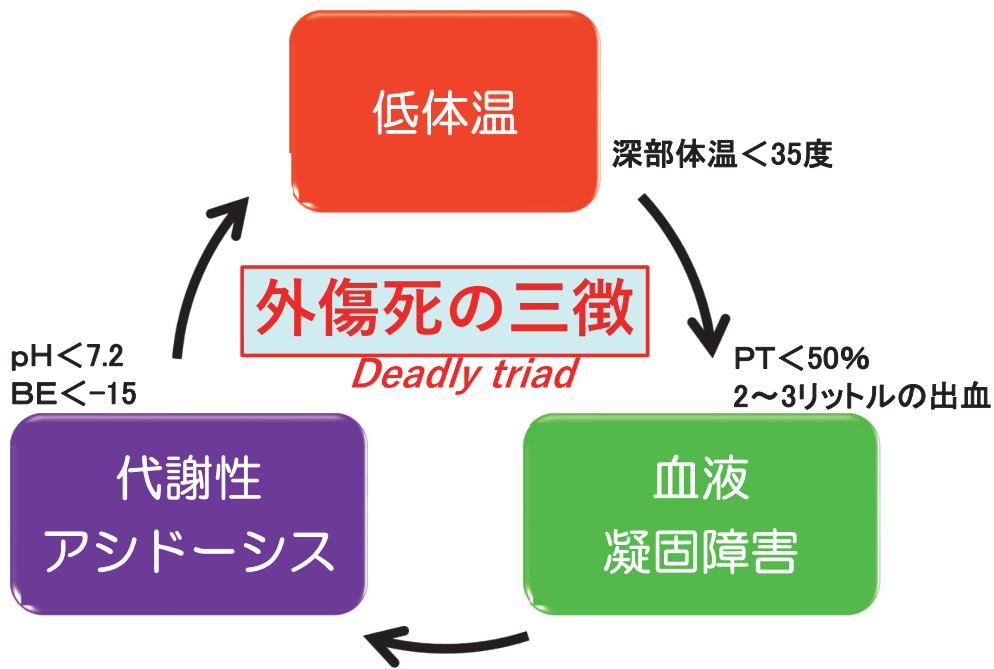 低体温
深部体温＜35度
外傷死の三徴
Deadly triad
pH＜7.2
BE＜-15
PT＜50%
2～3リットルの出血
代謝性
アシドーシス
血液
凝固障害